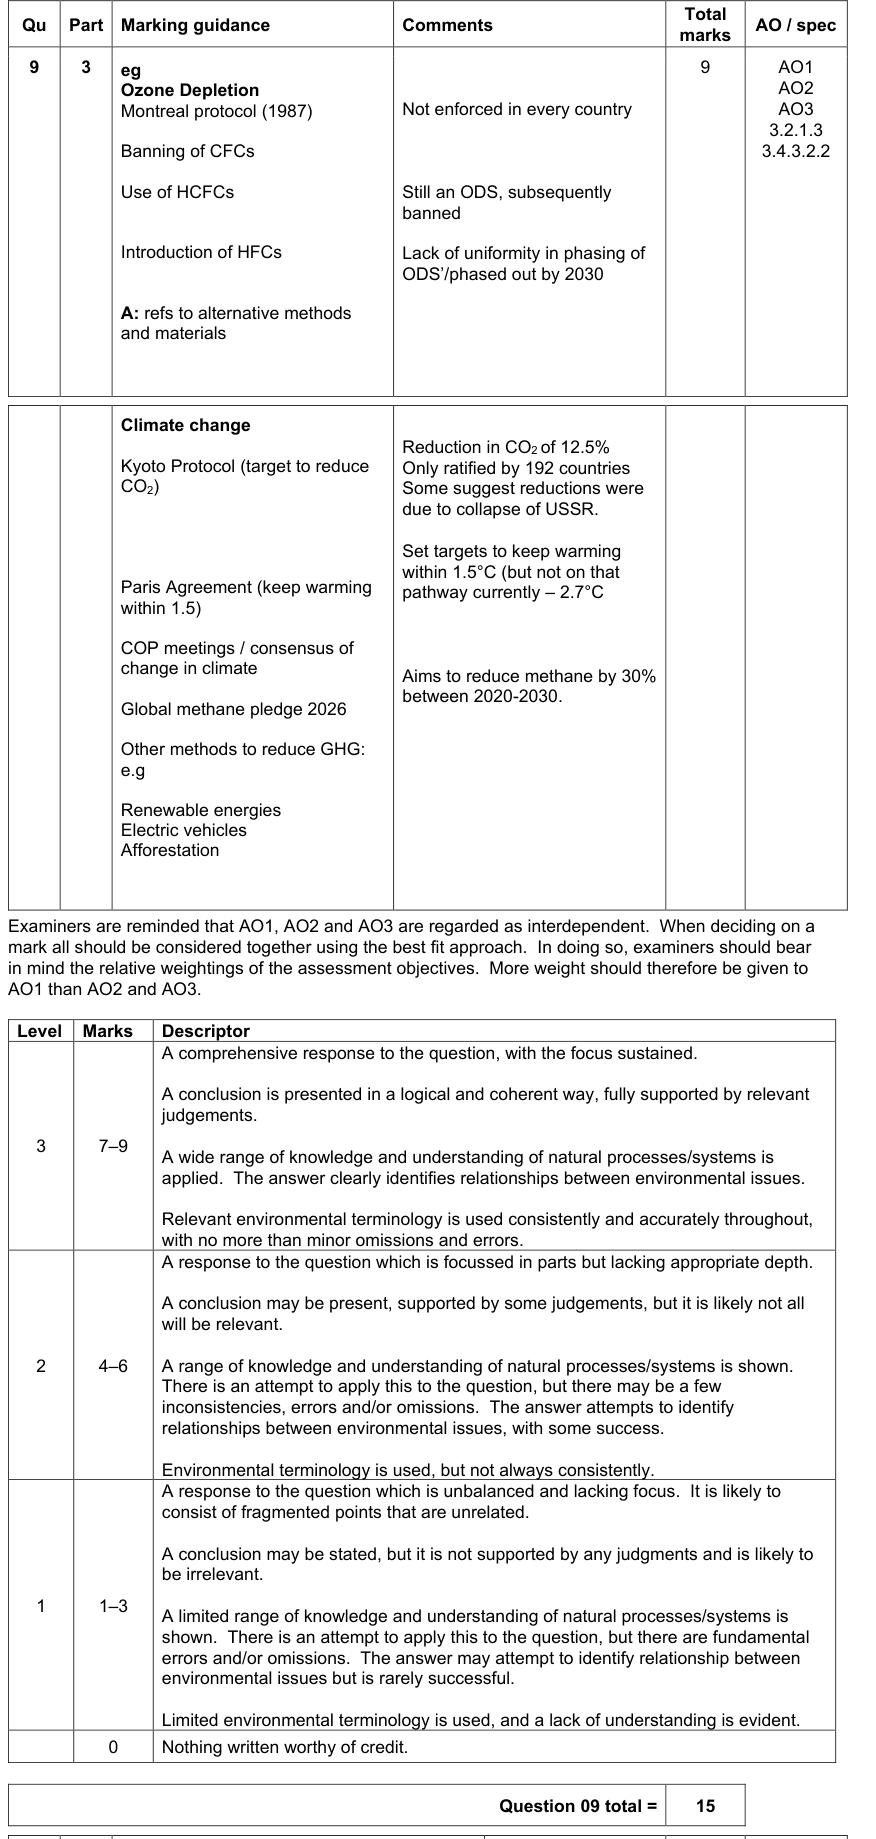 Qu Part Marking guidance Comments Total marks AO / spec
9 3 eg 9 AO1
Ozone Depletion AO2
Montreal protocol (1987) Not enforced in every country AO3
3.2.1.3
Banning of CFCs 3.4.3.2.2
Use of HCFCs Still an ODS, subsequently
banned
Introduction of HFCs Lack of uniformity in phasing of
ODS’/phased out by 2030
A: refs to alternative methods
and materials
Climate change
Reduction in CO2 of 12.5%
Kyoto Protocol (target to reduce Only ratified by 192 countries
CO2) Some suggest reductions were
due to collapse of USSR.
Set targets to keep warming
within 1.5°C (but not on that
Paris Agreement (keep warming pathway currently – 2.7°C
within 1.5)
COP meetings / consensus of
change in climate Aims to reduce methane by 30%
between 2020-2030.
Global methane pledge 2026
Other methods to reduce GHG:
e.g
Renewable energies
Electric vehicles
Afforestation
Examiners are reminded that AO1, AO2 and AO3 are regarded as interdependent. When deciding on a
mark all should be considered together using the best fit approach. In doing so, examiners should bear
in mind the relative weightings of the assessment objectives. More weight should therefore be given to
AO1 than AO2 and AO3.
Level Marks Descriptor
A comprehensive response to the question, with the focus sustained.
A conclusion is presented in a logical and coherent way, fully supported by relevant
judgements.
3 7–9
A wide range of knowledge and understanding of natural processes/systems is
applied. The answer clearly identifies relationships between environmental issues.
Relevant environmental terminology is used consistently and accurately throughout,
with no more than minor omissions and errors.
A response to the question which is focussed in parts but lacking appropriate depth.
A conclusion may be present, supported by some judgements, but it is likely not all
will be relevant.
2 4–6 A range of knowledge and understanding of natural processes/systems is shown.
There is an attempt to apply this to the question, but there may be a few
inconsistencies, errors and/or omissions. The answer attempts to identify
relationships between environmental issues, with some success.
Environmental terminology is used, but not always consistently.
A response to the question which is unbalanced and lacking focus. It is likely to
consist of fragmented points that are unrelated.
A conclusion may be stated, but it is not supported by any judgments and is likely to
be irrelevant.
1 1–3
A limited range of knowledge and understanding of natural processes/systems is
shown. There is an attempt to apply this to the question, but there are fundamental
errors and/or omissions. The answer may attempt to identify relationship between
environmental issues but is rarely successful.
Limited environmental terminology is used, and a lack of understanding is evident.
0 Nothing written worthy of credit.
Question 09 total = 15